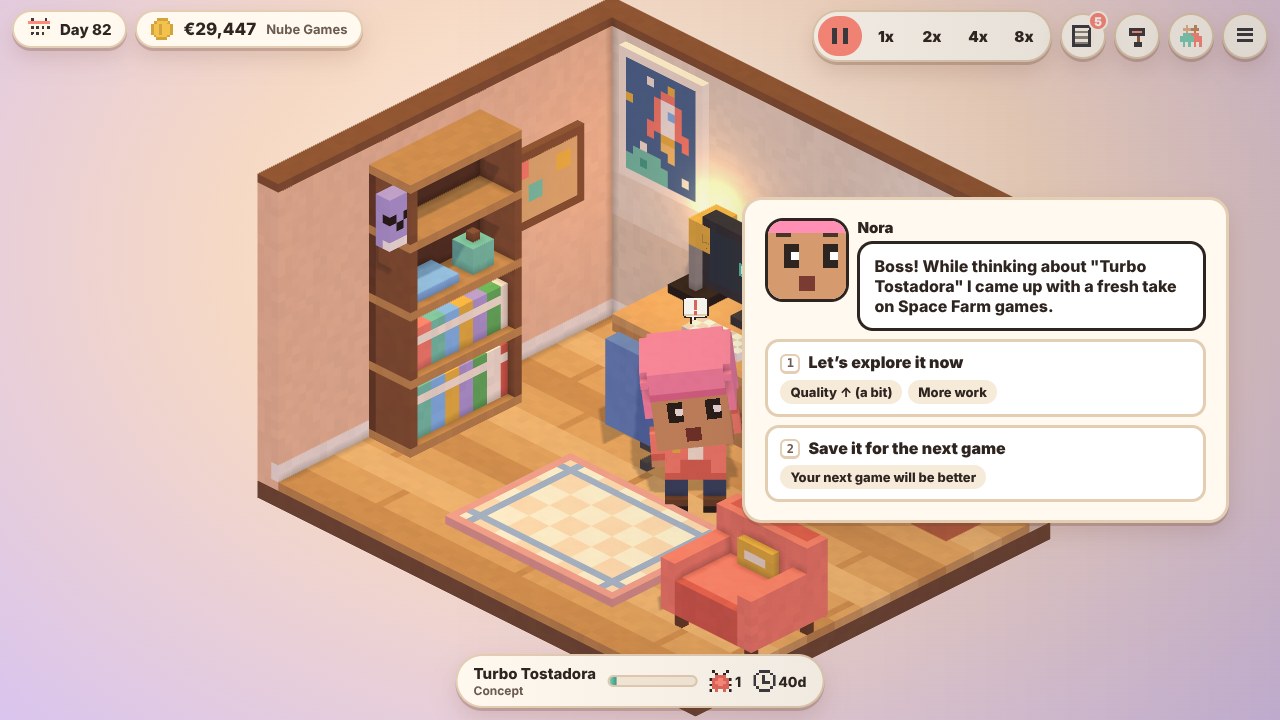 Day 82
€29,447 Nube Games
1x 2x 4x 8x
5
Nora
Boss! While thinking about "Turbo
Tostadora" I came up with a fresh take
on Space Farm games.
!
1 Let's explore it now
Quality ↑ (a bit) More work
2 Save it for the next game
Your next game will be better
Turbo Tostadora
Concept
1 40d